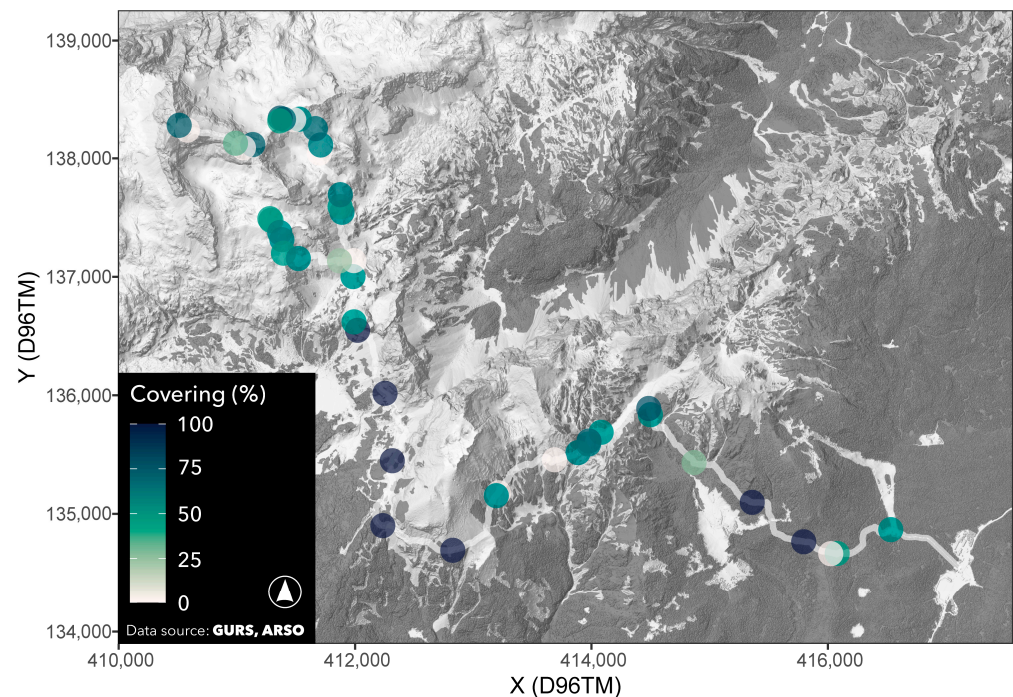 139,000
138,000
137,000
136,000
135,000
134,000
Y (D96TM)
Covering (%)
100
75
50
25
0
Data source: GURS, ARSO
410,000 412,000 414,000 416,000
X (D96TM)